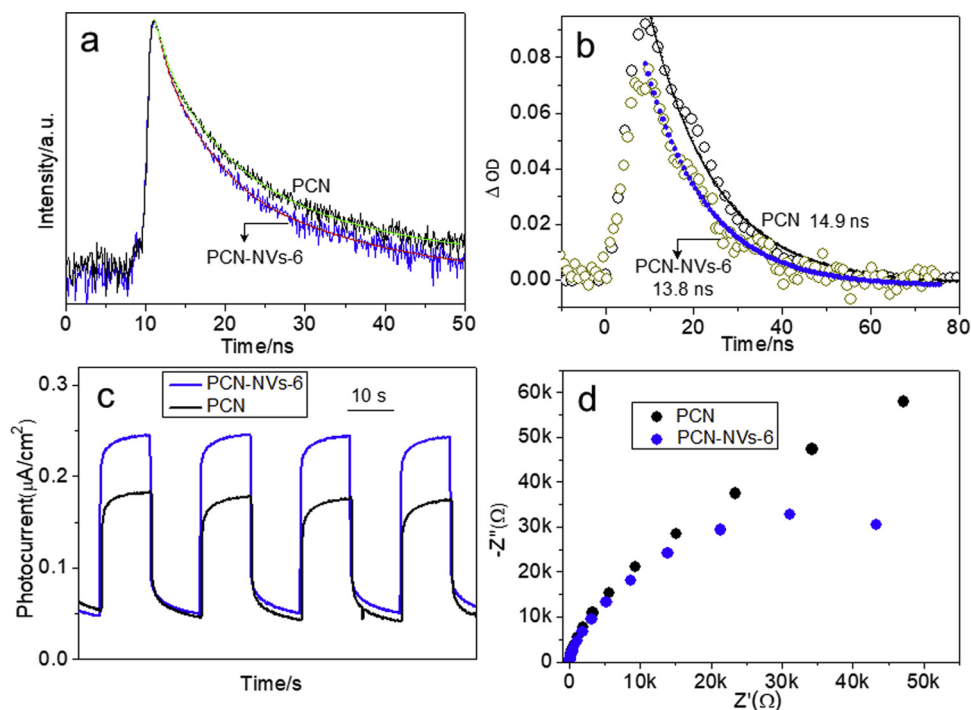 a
Intensity/a.u.
PCN
PCN-NVs-6
0 10 20 30 40 50
Time/ns
b
Δ OD
0.08
0.06
0.04
0.02
0.00
PCN 14.9 ns
PCN-NVs-6
13.8 ns
0 20 40 60 80
Time/ns
c
PCN-NVs-6
PCN
10 s
Photocurrent(μA/cm²)
0.3
0.2
0.1
0.0
Time/s
d
PCN
PCN-NVs-6
-Z''(Ω)
60k
50k
40k
30k
20k
10k
0
0 10k 20k 30k 40k 50k
Z'(Ω)